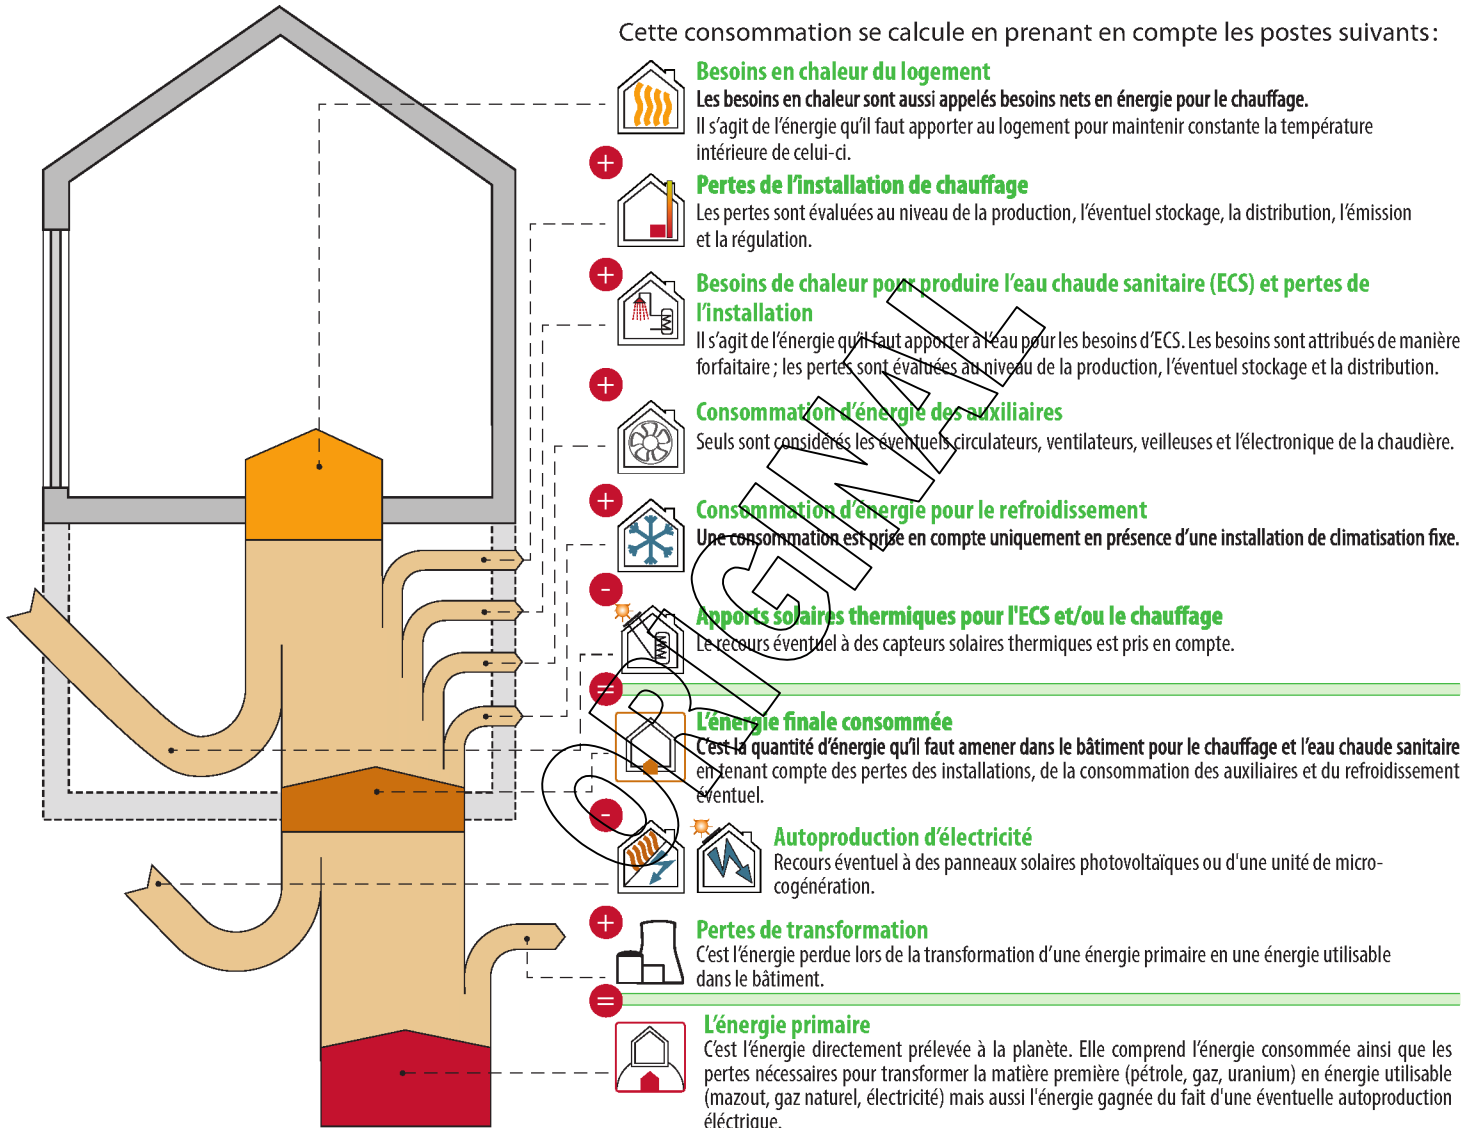 Cette consommation se calcule en prenant en compte les postes suivants :
Besoins en chaleur du logement
Les besoins en chaleur sont aussi appelés besoins nets en énergie pour le chauffage.
Il s’agit de l’énergie qu’il faut apporter au logement pour maintenir constante la température
intérieure de celui-ci.
+
Pertes de l’installation de chauffage
Les pertes sont évaluées au niveau de la production, l’éventuel stockage, la distribution, l’émission
et la régulation.
+
Besoins de chaleur pour produire l’eau chaude sanitaire (ECS) et pertes de
l’installation
Il s’agit de l’énergie qu’il faut apporter à l’eau pour les besoins d’ECS. Les besoins sont attribués de manière
forfaitaire ; les pertes sont évaluées au niveau de la production, l’éventuel stockage et la distribution.
+
Consommation d’énergie des auxiliaires
Seuls sont considérés les éventuels circulateurs, ventilateurs, veilleuses et l’électronique de la chaudière.
+
Consommation d’énergie pour le refroidissement
Une consommation est prise en compte uniquement en présence d’une installation de climatisation fixe.
-
Apports solaires thermiques pour l'ECS et/ou le chauffage
Le recours éventuel à des capteurs solaires thermiques est pris en compte.
=
L’énergie finale consommée
C’est la quantité d’énergie qu’il faut amener dans le bâtiment pour le chauffage et l’eau chaude sanitaire
en tenant compte des pertes des installations, de la consommation des auxiliaires et du refroidissement
éventuel.
-
Autoproduction d’électricité
Recours éventuel à des panneaux solaires photovoltaïques ou d'une unité de micro-
cogénération.
+
Pertes de transformation
C’est l’énergie perdue lors de la transformation d’une énergie primaire en une énergie utilisable
dans le bâtiment.
=
L’énergie primaire
C’est l’énergie directement prélevée à la planète. Elle comprend l’énergie consommée ainsi que les
pertes nécessaires pour transformer la matière première (pétrole, gaz, uranium) en énergie utilisable
(mazout, gaz naturel, électricité) mais aussi l'énergie gagnée du fait d'une éventuelle autoproduction
éléctrique.
ORIGINAL